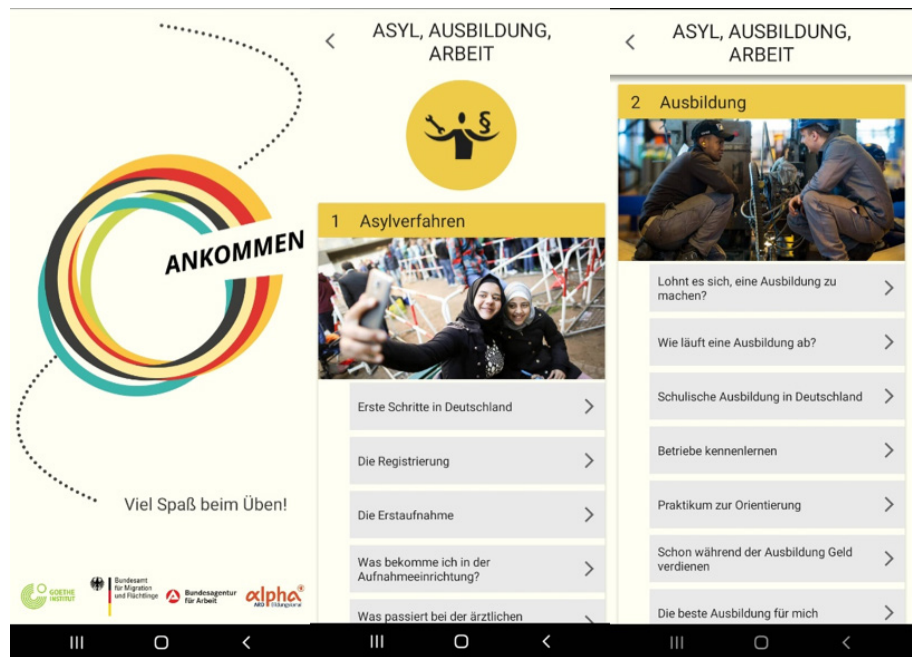 ANKOMMEN
Viel Spaß beim Üben!
GOETHE
INSTITUT
Bundesamt
für Migration
und Flüchtlinge
Bundesagentur
für Arbeit
alpha
ARD Bildungskanal
ASYL, AUSBILDUNG,
ARBEIT
1 Asylverfahren
Erste Schritte in Deutschland
Die Registrierung
Die Erstaufnahme
Was bekomme ich in der
Aufnahmeeinrichtung?
Was passiert bei der ärztlichen
ASYL, AUSBILDUNG,
ARBEIT
2 Ausbildung
Lohnt es sich, eine Ausbildung zu
machen?
Wie läuft eine Ausbildung ab?
Schulische Ausbildung in Deutschland
Betriebe kennenlernen
Praktikum zur Orientierung
Schon während der Ausbildung Geld
verdienen
Die beste Ausbildung für mich